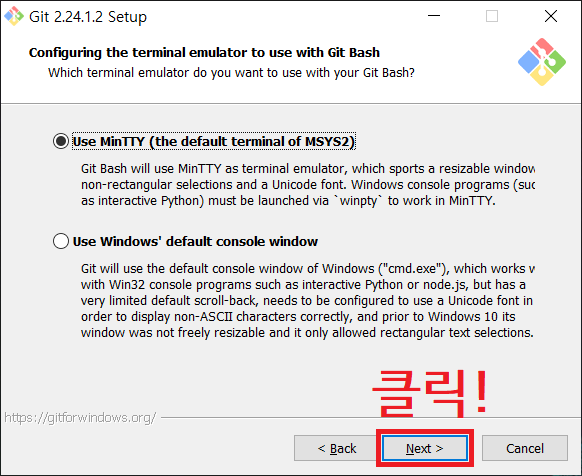 Git 2.24.1.2 Setup
Configuring the terminal emulator to use with Git Bash
Which terminal emulator do you want to use with your Git Bash?
Use MinTTY (the default terminal of MSYS2)
Git Bash will use MinTTY as terminal emulator, which sports a resizable window
non-rectangular selections and a Unicode font. Windows console programs (suc
as interactive Python) must be launched via `winpty` to work in MinTTY.
Use Windows' default console window
Git will use the default console window of Windows ("cmd.exe"), which works w
with Win32 console programs such as interactive Python or node.js, but has a
very limited default scroll-back, needs to be configured to use a Unicode font in
order to display non-ASCII characters correctly, and prior to Windows 10 its
window was not freely resizable and it only allowed rectangular text selections.
클릭!
https://gitforwindows.org/
< Back Next > Cancel